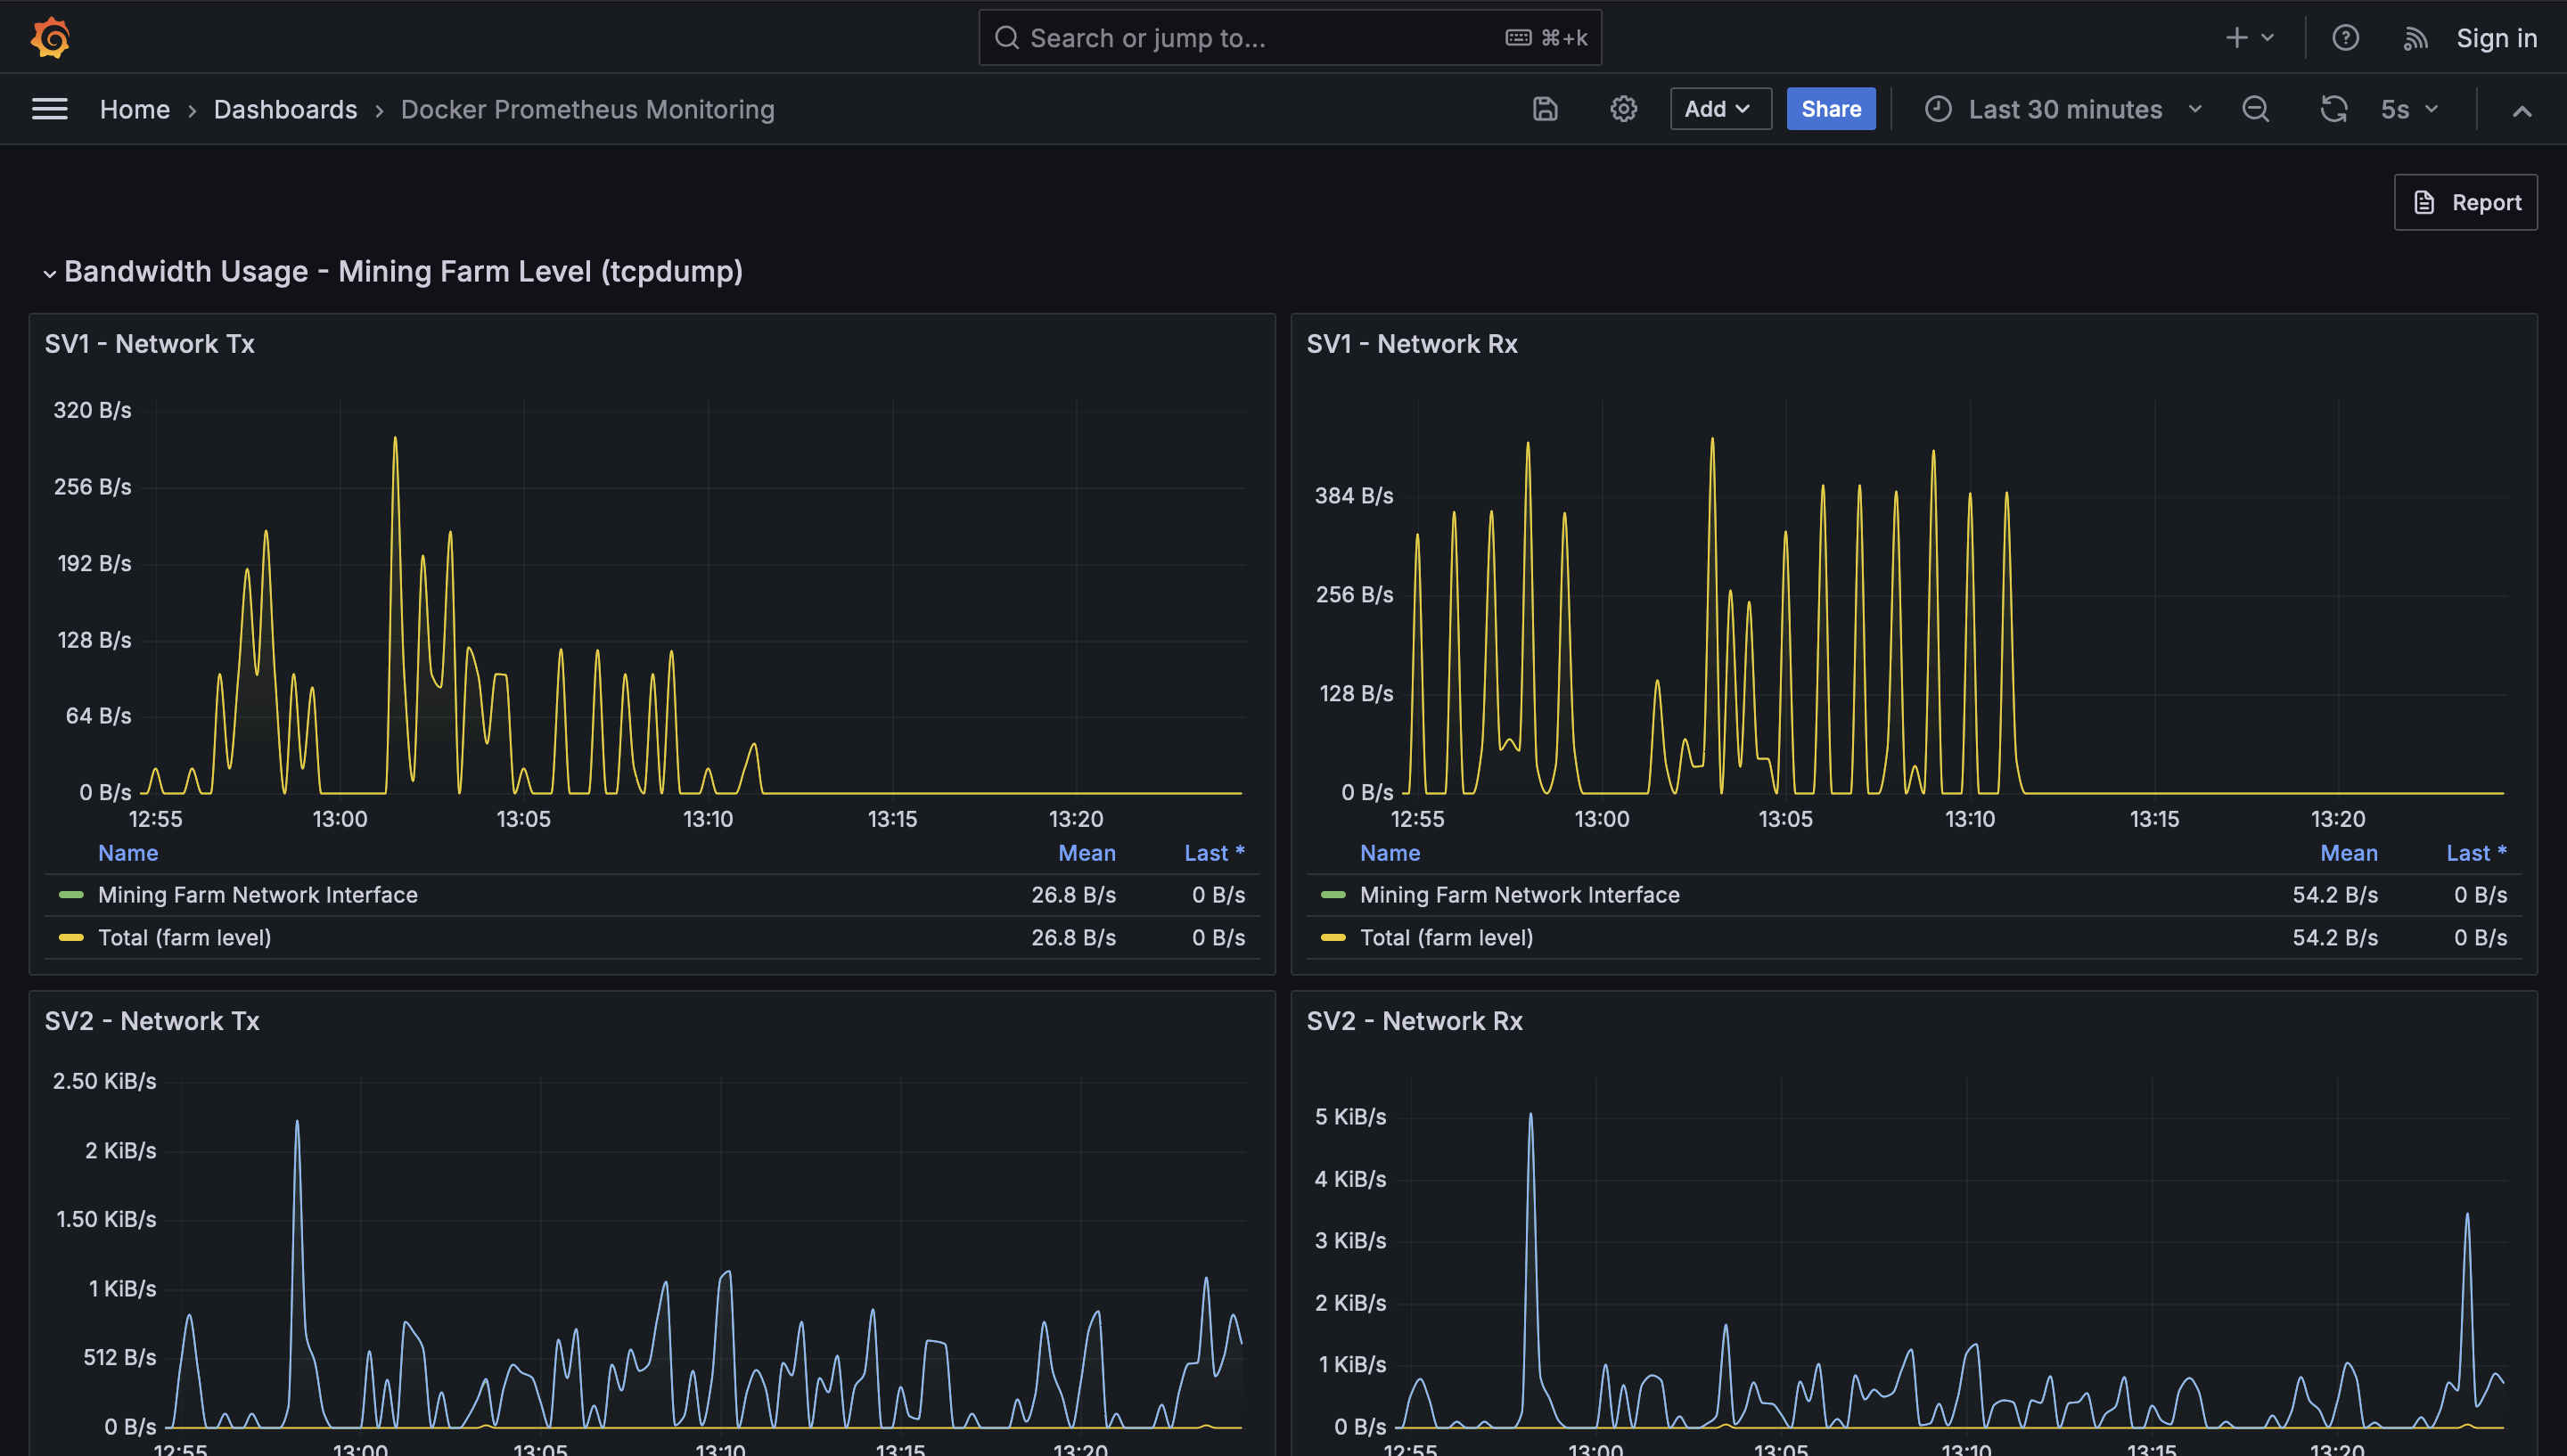 Search or jump to... ⌘+k Sign in
Home › Dashboards › Docker Prometheus Monitoring Add Share Last 30 minutes 5s
Report
Bandwidth Usage - Mining Farm Level (tcpdump)
SV1 - Network Tx
320 B/s
256 B/s
192 B/s
128 B/s
64 B/s
0 B/s
12:55 13:00 13:05 13:10 13:15 13:20
Name Mean Last *
Mining Farm Network Interface 26.8 B/s 0 B/s
Total (farm level) 26.8 B/s 0 B/s
SV1 - Network Rx
384 B/s
256 B/s
128 B/s
0 B/s
12:55 13:00 13:05 13:10 13:15 13:20
Name Mean Last *
Mining Farm Network Interface 54.2 B/s 0 B/s
Total (farm level) 54.2 B/s 0 B/s
SV2 - Network Tx
2.50 KiB/s
2 KiB/s
1.50 KiB/s
1 KiB/s
512 B/s
0 B/s
12:55 13:00 13:05 13:10 13:15 13:20
SV2 - Network Rx
5 KiB/s
4 KiB/s
3 KiB/s
2 KiB/s
1 KiB/s
0 B/s
12:55 13:00 13:05 13:10 13:15 13:20